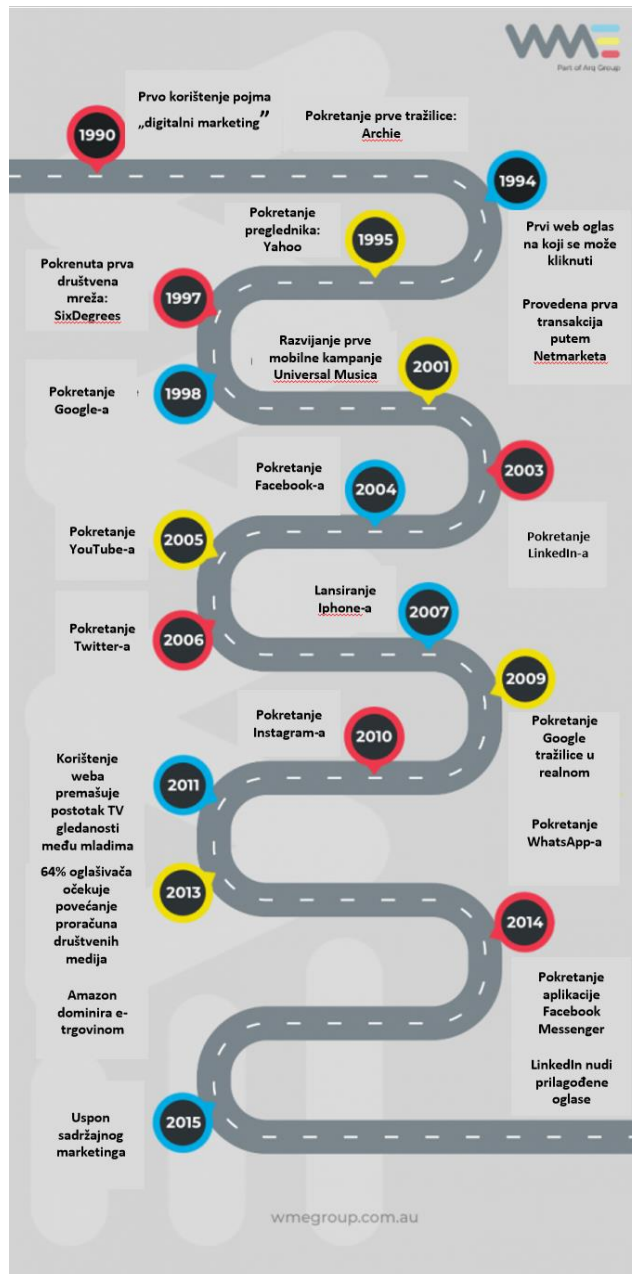 WME
Part of Arq Group
1990
Prvo korištenje pojma
„digitalni marketing”
Pokretanje prve tražilice:
Archie
1994
Prvi web oglas
na koji se može
kliknuti
Provedena prva
transakcija
putem
Netmarketa
Pokretanje
preglednika:
Yahoo
1995
Pokrenuta prva
društvena
mreža:
SixDegrees
1997
Pokretanje
Google-a
1998
Razvijanje prve
mobilne kampanje
Universal Musica
2001
2003
Pokretanje
LinkedIn-a
Pokretanje
Facebook-a
2004
Pokretanje
YouTube-a
2005
Pokretanje
Twitter-a
2006
Lansiranje
Iphone-a
2007
2009
Pokretanje
Google
tražilice u
realnom
Pokretanje
WhatsApp-a
Pokretanje
Instagram-a
2010
Korištenje
weba
premašuje
postotak TV
gledanosti
među mladima
2011
64% oglašivača
očekuje
povećanje
proračuna
društvenih
medija
2013
2014
Pokretanje
aplikacije
Facebook
Messenger
LinkedIn nudi
prilagođene
oglase
Amazon
dominira e-
trgovinom
Uspon
sadržajnog
marketinga
2015
wmegroup.com.au